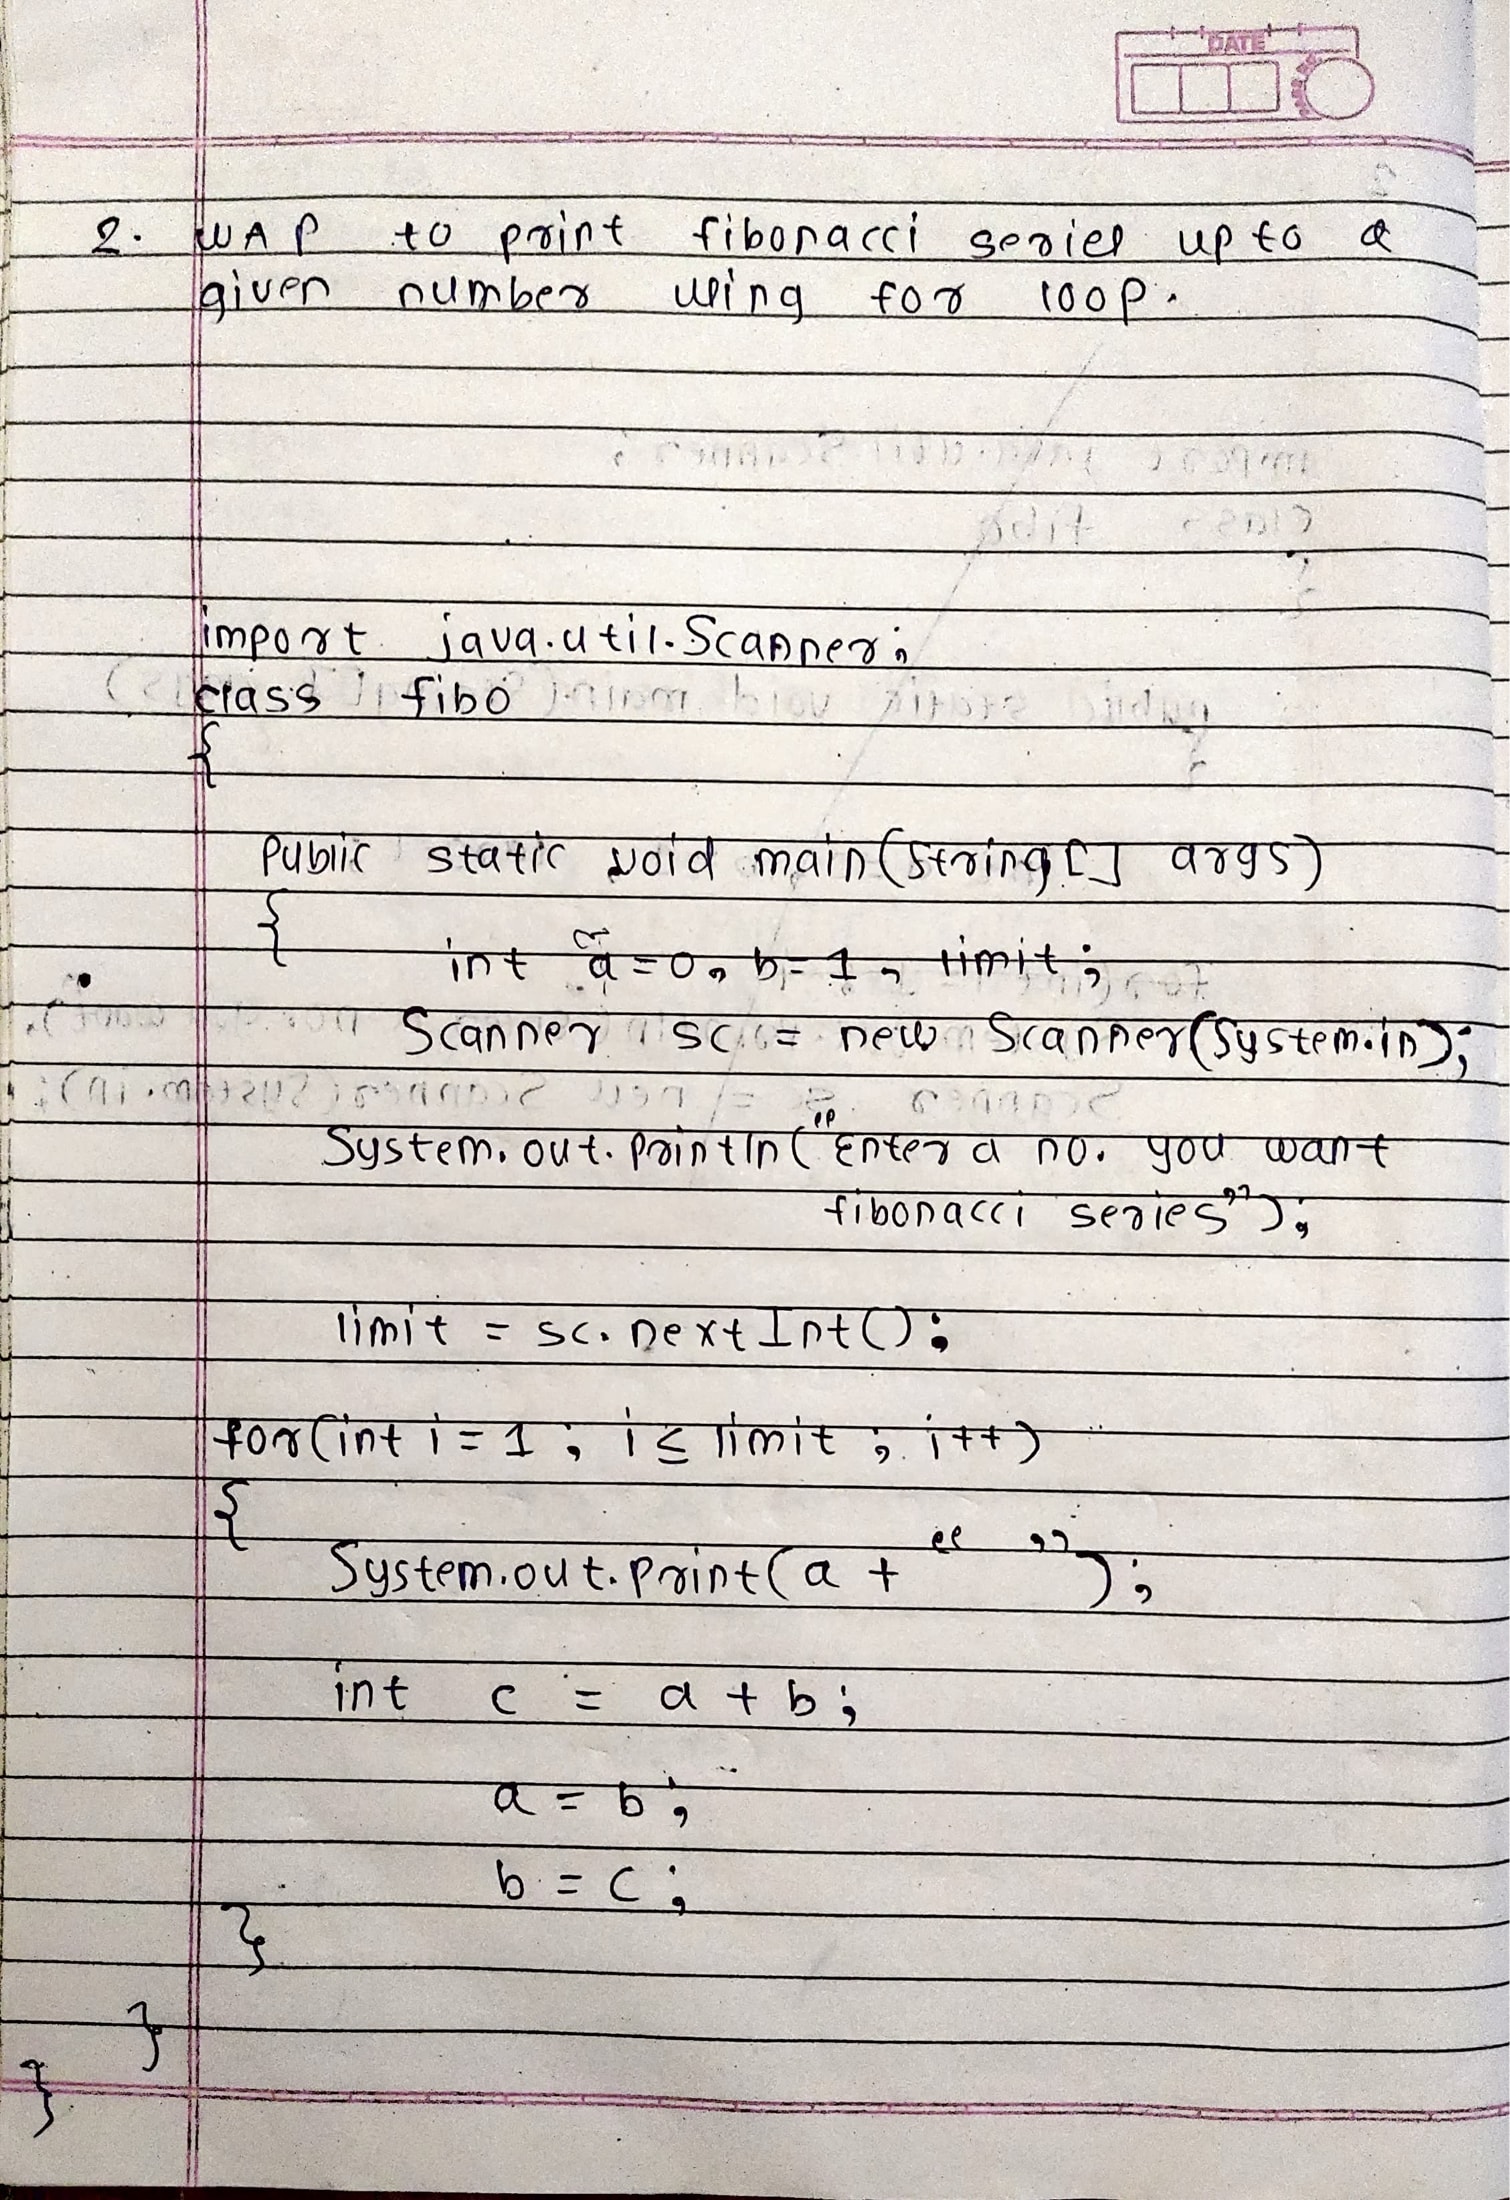 DATE
2. WAP to print fibonacci series up to a
given number using for loop.
import java.util.Scanner;
class fibo
{
public static void main(String[] args)
{
int a=0, b=1, limit;
Scanner sc = new Scanner(System.in);
System.out.println("Enter a no. you want
fibonacci series");
limit = sc.nextInt();
for(int i=1; i≤ limit; i++)
{
System.out.print(a + " ");
int c = a + b;
a = b;
b = c;
}
}
}